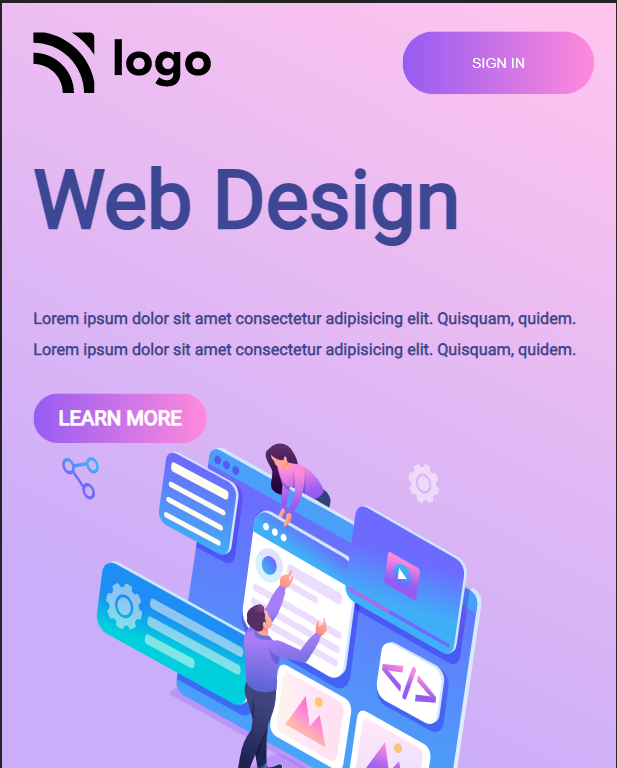 logo
SIGN IN
Web Design
Lorem ipsum dolor sit amet consectetur adipisicing elit. Quisquam, quidem.
Lorem ipsum dolor sit amet consectetur adipisicing elit. Quisquam, quidem.
LEARN MORE
</>